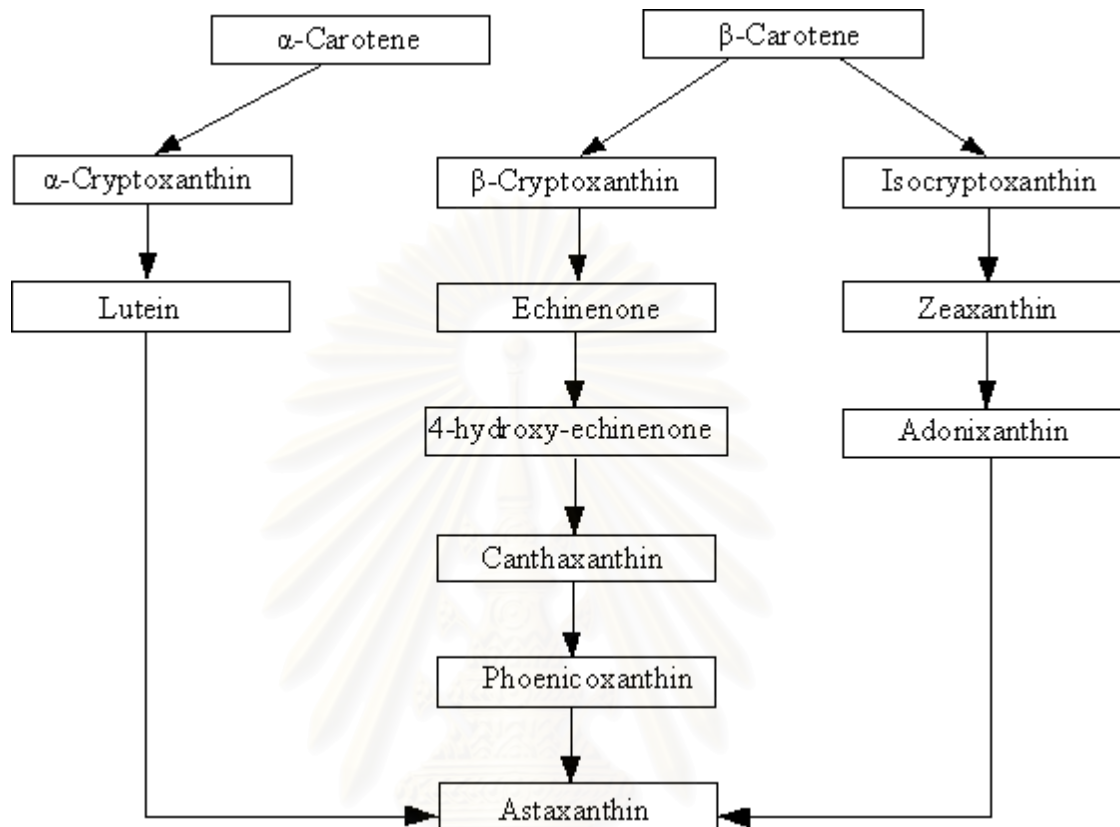 α-Carotene
β-Carotene
α-Cryptoxanthin
β-Cryptoxanthin
Isocryptoxanthin
Lutein
Echinenone
Zeaxanthin
4-hydroxy-echinenone
Adonixanthin
Canthaxanthin
Phoenicoxanthin
Astaxanthin